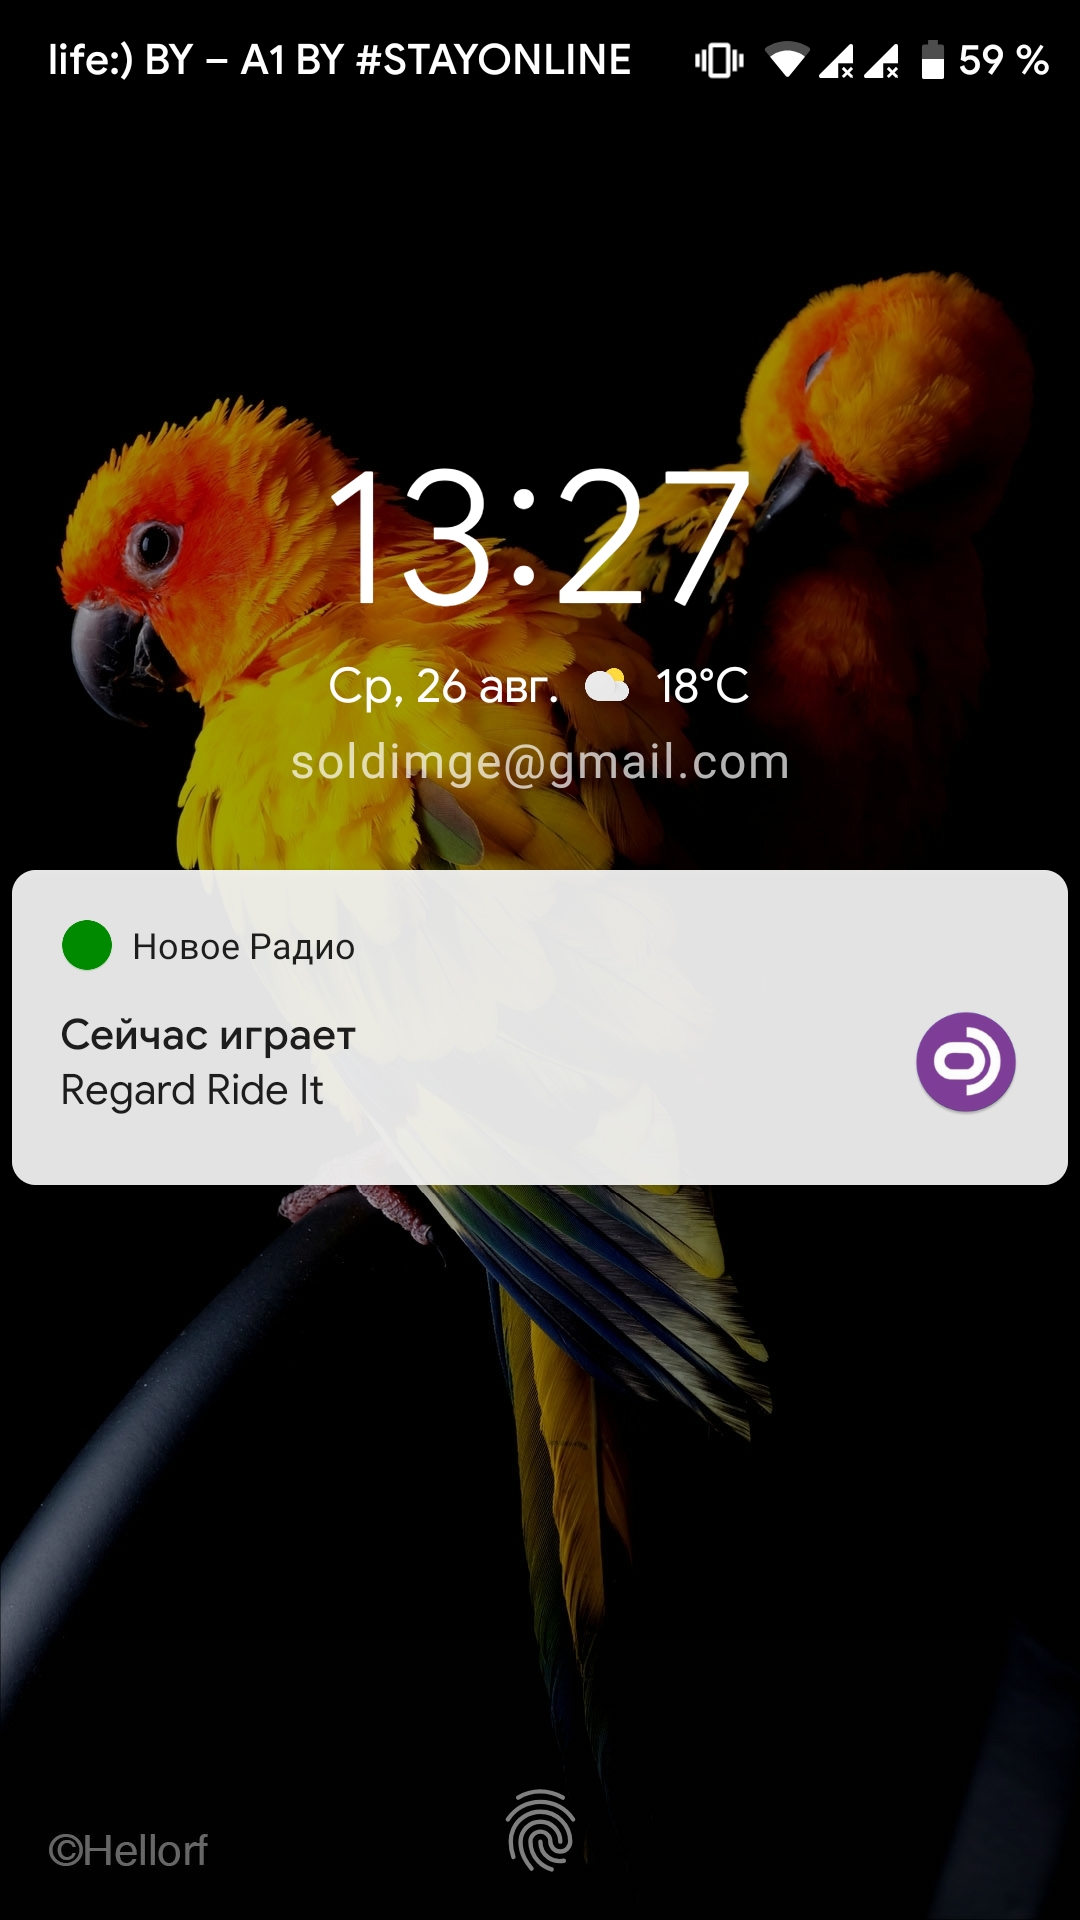 life:) BY – A1 BY #STAYONLINE 59 %
13:27
Ср, 26 авг. 18°C
soldimge@gmail.com
Новое Радио
Сейчас играет
Regard Ride It
©Hellorf